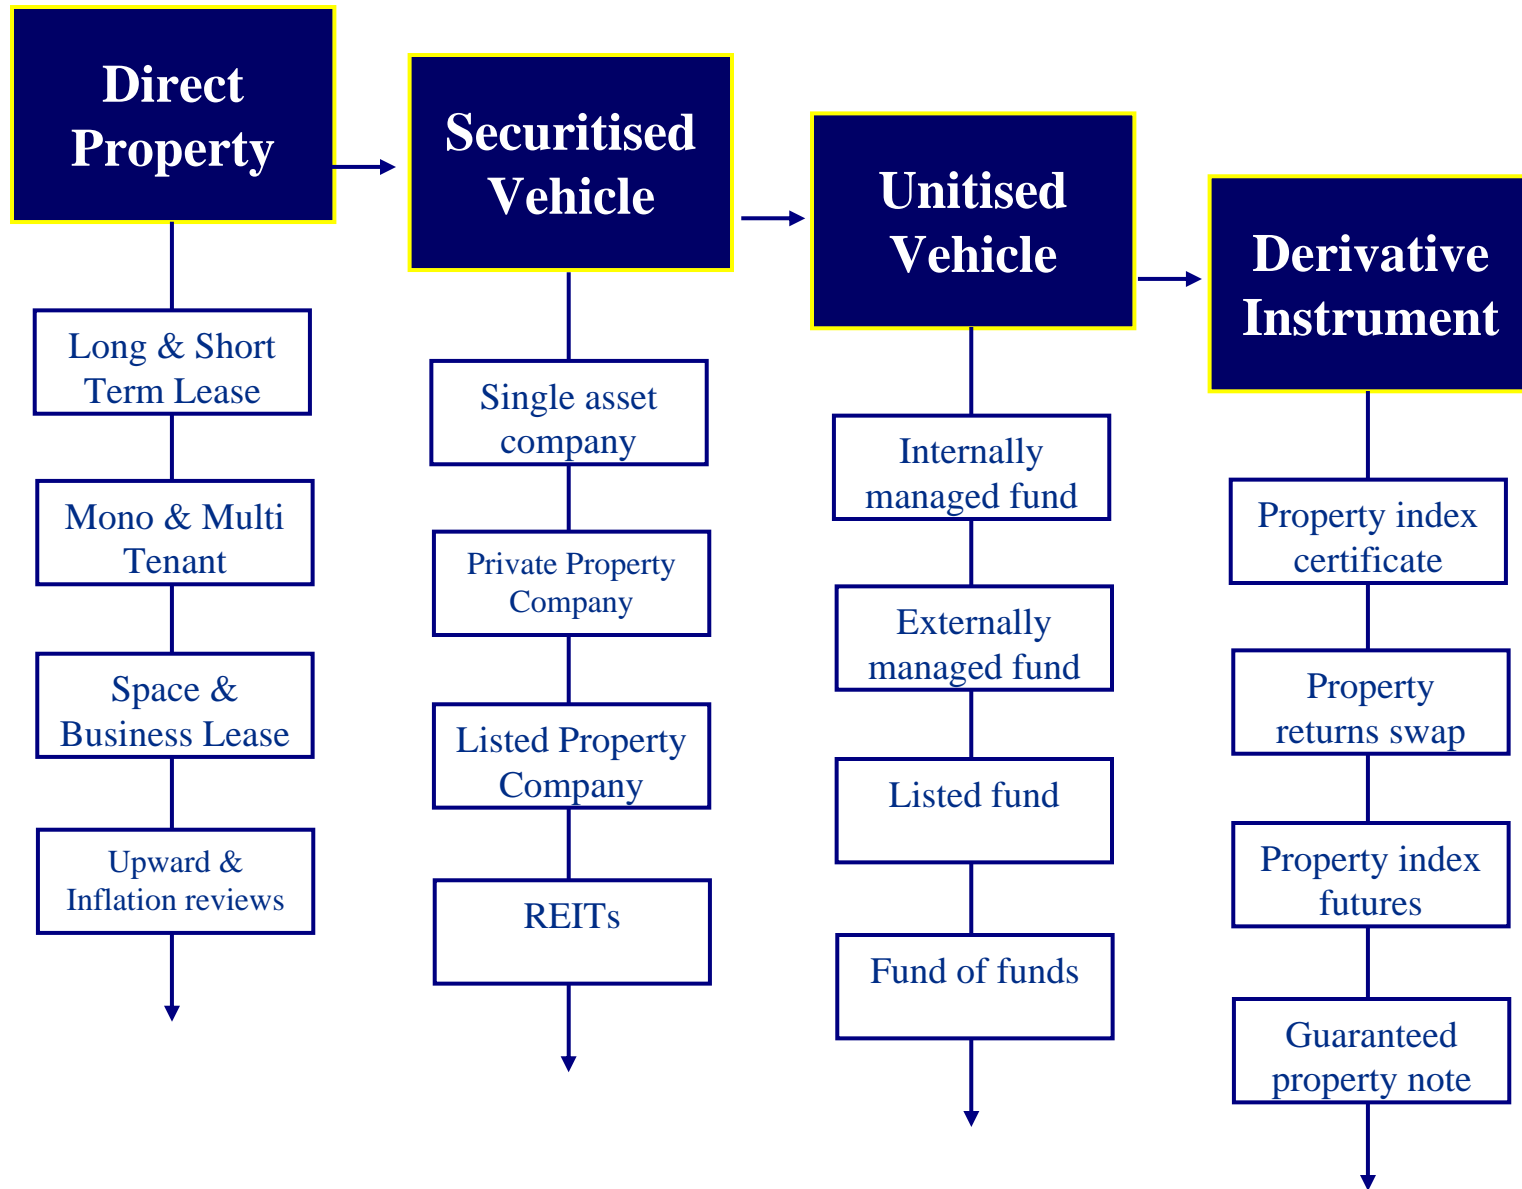 Direct
Property
Long & Short
Term Lease
Mono & Multi
Tenant
Space &
Business Lease
Upward &
Inflation reviews
Securitised
Vehicle
Single asset
company
Private Property
Company
Listed Property
Company
REITs
Unitised
Vehicle
Internally
managed fund
Externally
managed fund
Listed fund
Fund of funds
Derivative
Instrument
Property index
certificate
Property
returns swap
Property index
futures
Guaranteed
property note